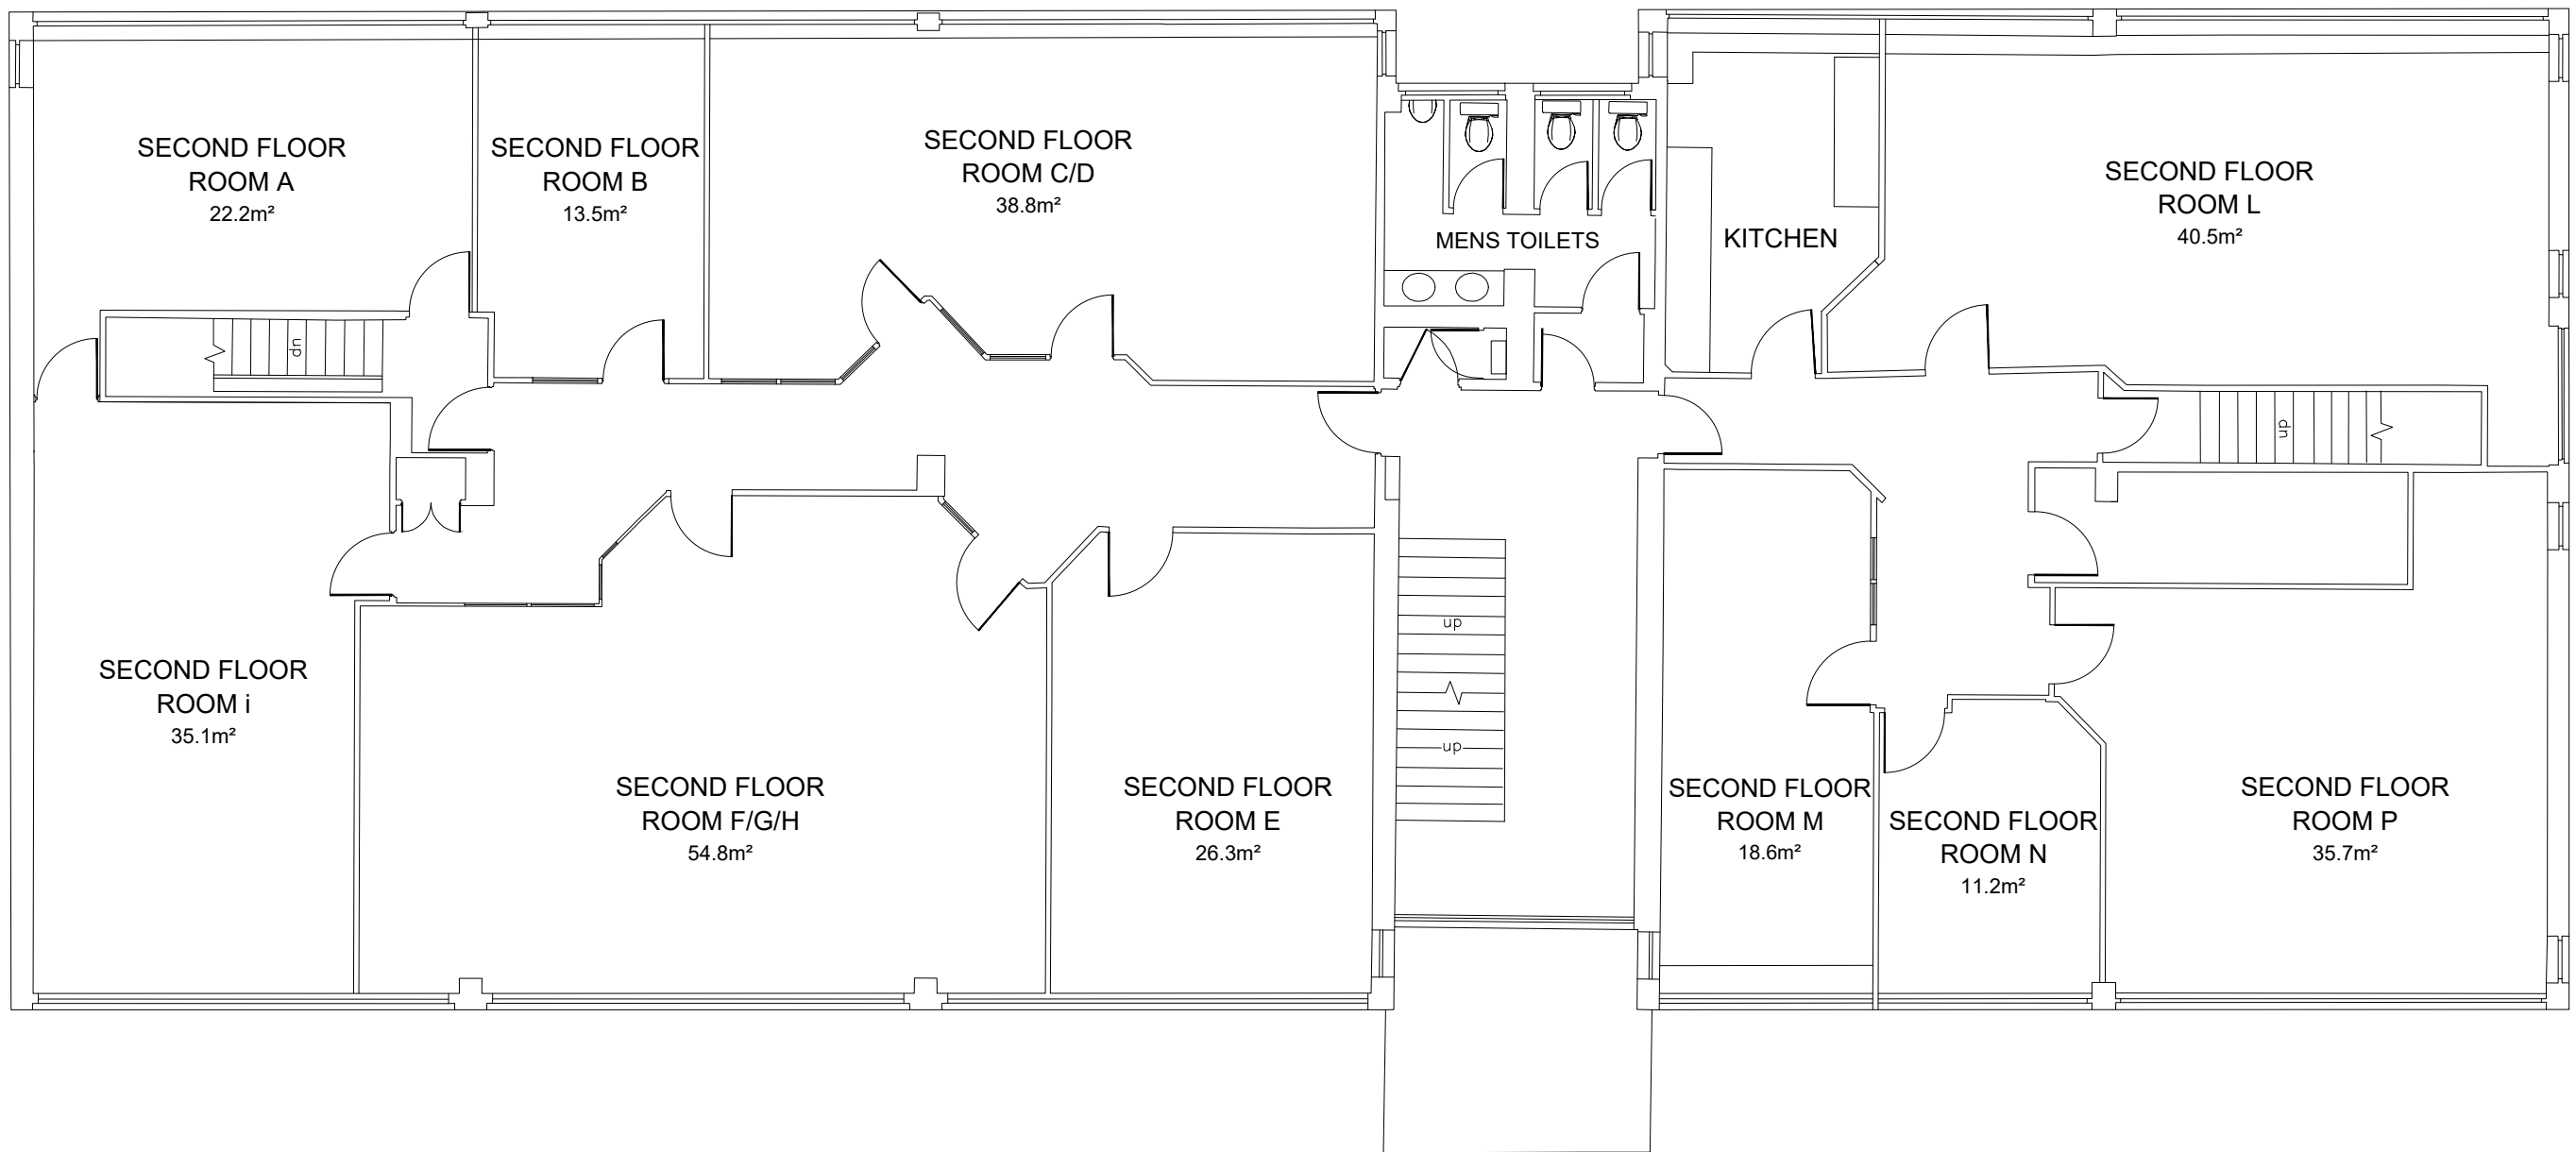 SECOND FLOOR
ROOM A
22.2m²
SECOND FLOOR
ROOM B
13.5m²
SECOND FLOOR
ROOM C/D
38.8m²
MENS TOILETS
KITCHEN
SECOND FLOOR
ROOM L
40.5m²
dn
dn
SECOND FLOOR
ROOM i
35.1m²
SECOND FLOOR
ROOM F/G/H
54.8m²
SECOND FLOOR
ROOM E
26.3m²
up
up
SECOND FLOOR
ROOM M
18.6m²
SECOND FLOOR
ROOM N
11.2m²
SECOND FLOOR
ROOM P
35.7m²